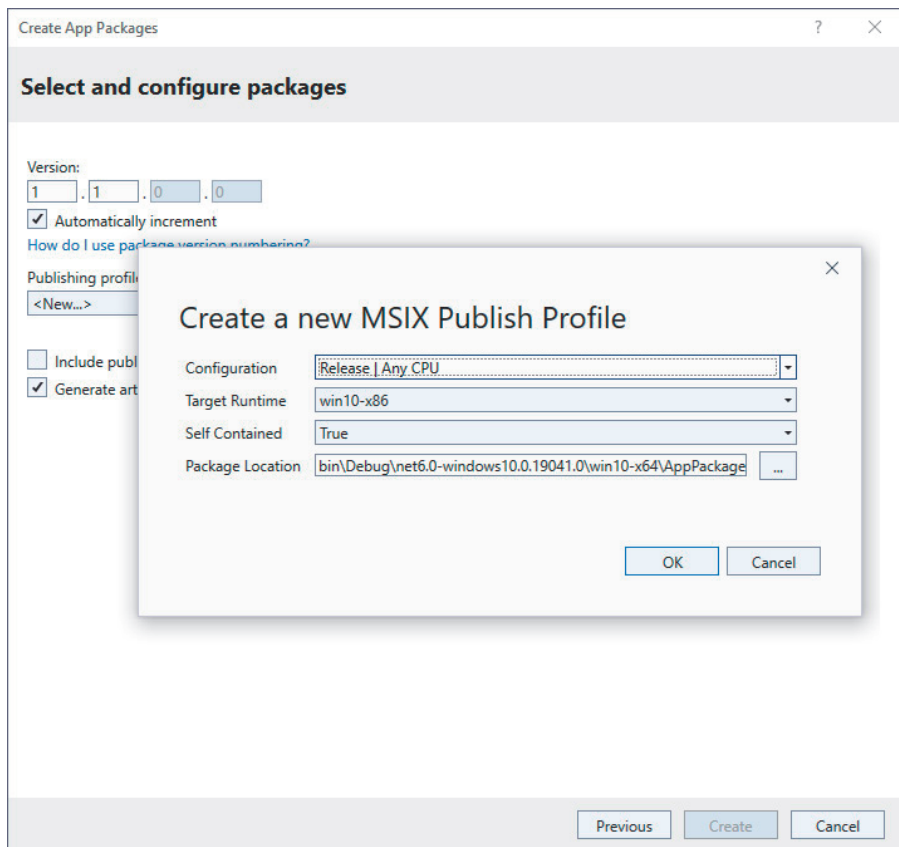 Create App Packages
?
Select and configure packages
Version:
1 . 1 . 0 . 0
Automatically increment
How do I use package version numbering?
Publishing profil
<New...>
Include publ
Generate art
Create a new MSIX Publish Profile
Configuration Release | Any CPU
Target Runtime win10-x86
Self Contained True
Package Location bin\Debug\net6.0-windows10.0.19041.0\win10-x64\AppPackage ...
OK Cancel
Previous Create Cancel